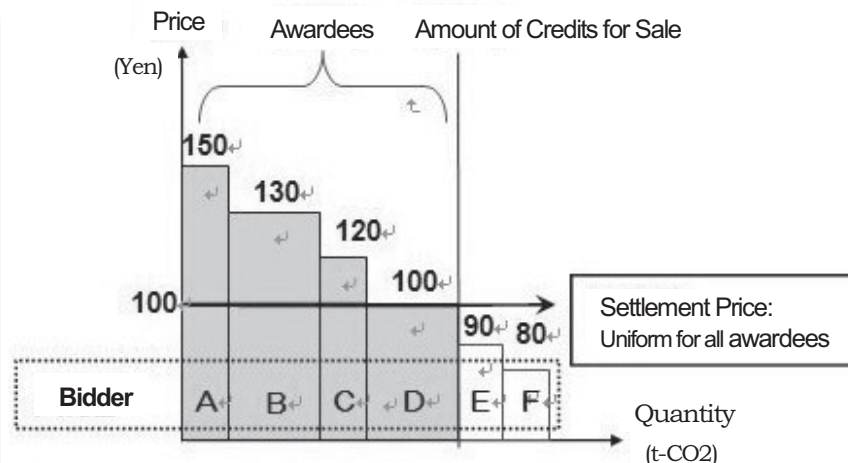 Price
(Yen)
Awardees
Amount of Credits for Sale
150
130
120
100
100
90
80
Settlement Price:
Uniform for all awardees
Bidder
A
B
C
D
E
F
Quantity
(t-CO2)